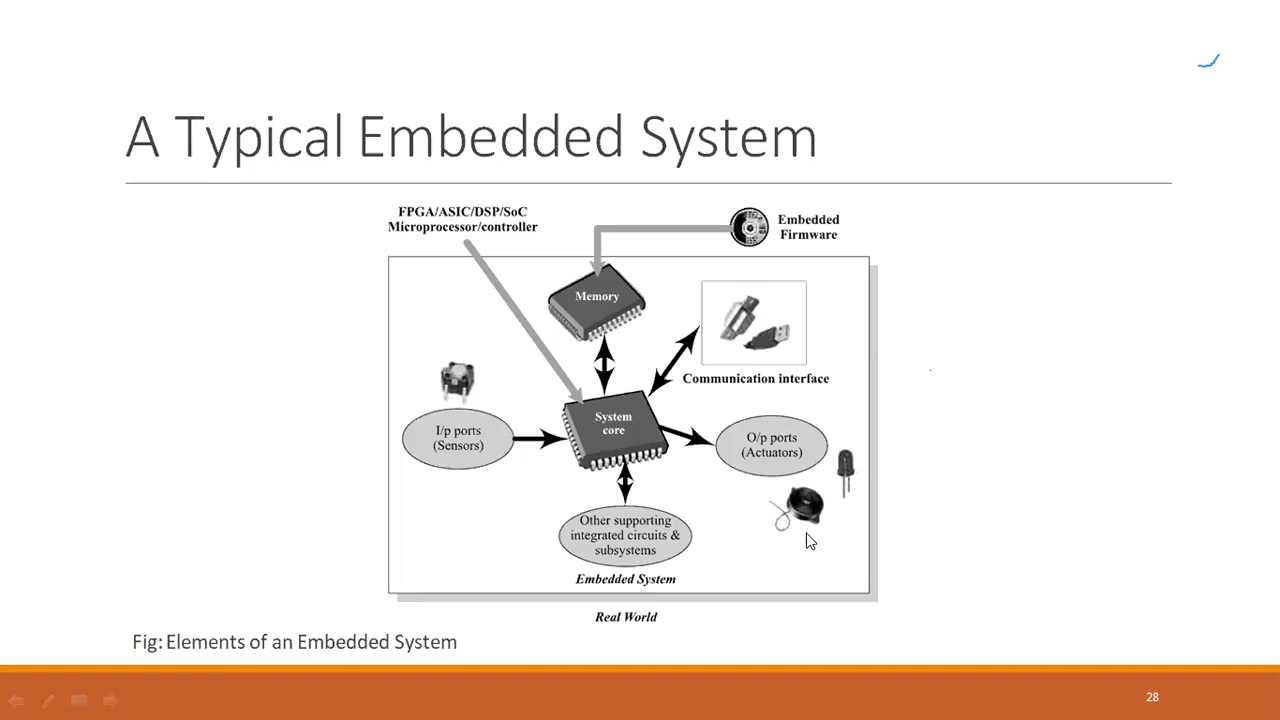 A Typical Embedded System
FPGA/ASIC/DSP/SoC
Microprocessor/controller
Embedded
Firmware
Memory
Communication interface
System
core
I/p ports
(Sensors)
O/p ports
(Actuators)
Other supporting
integrated circuits &
subsystems
Embedded System
Real World
Fig: Elements of an Embedded System
28